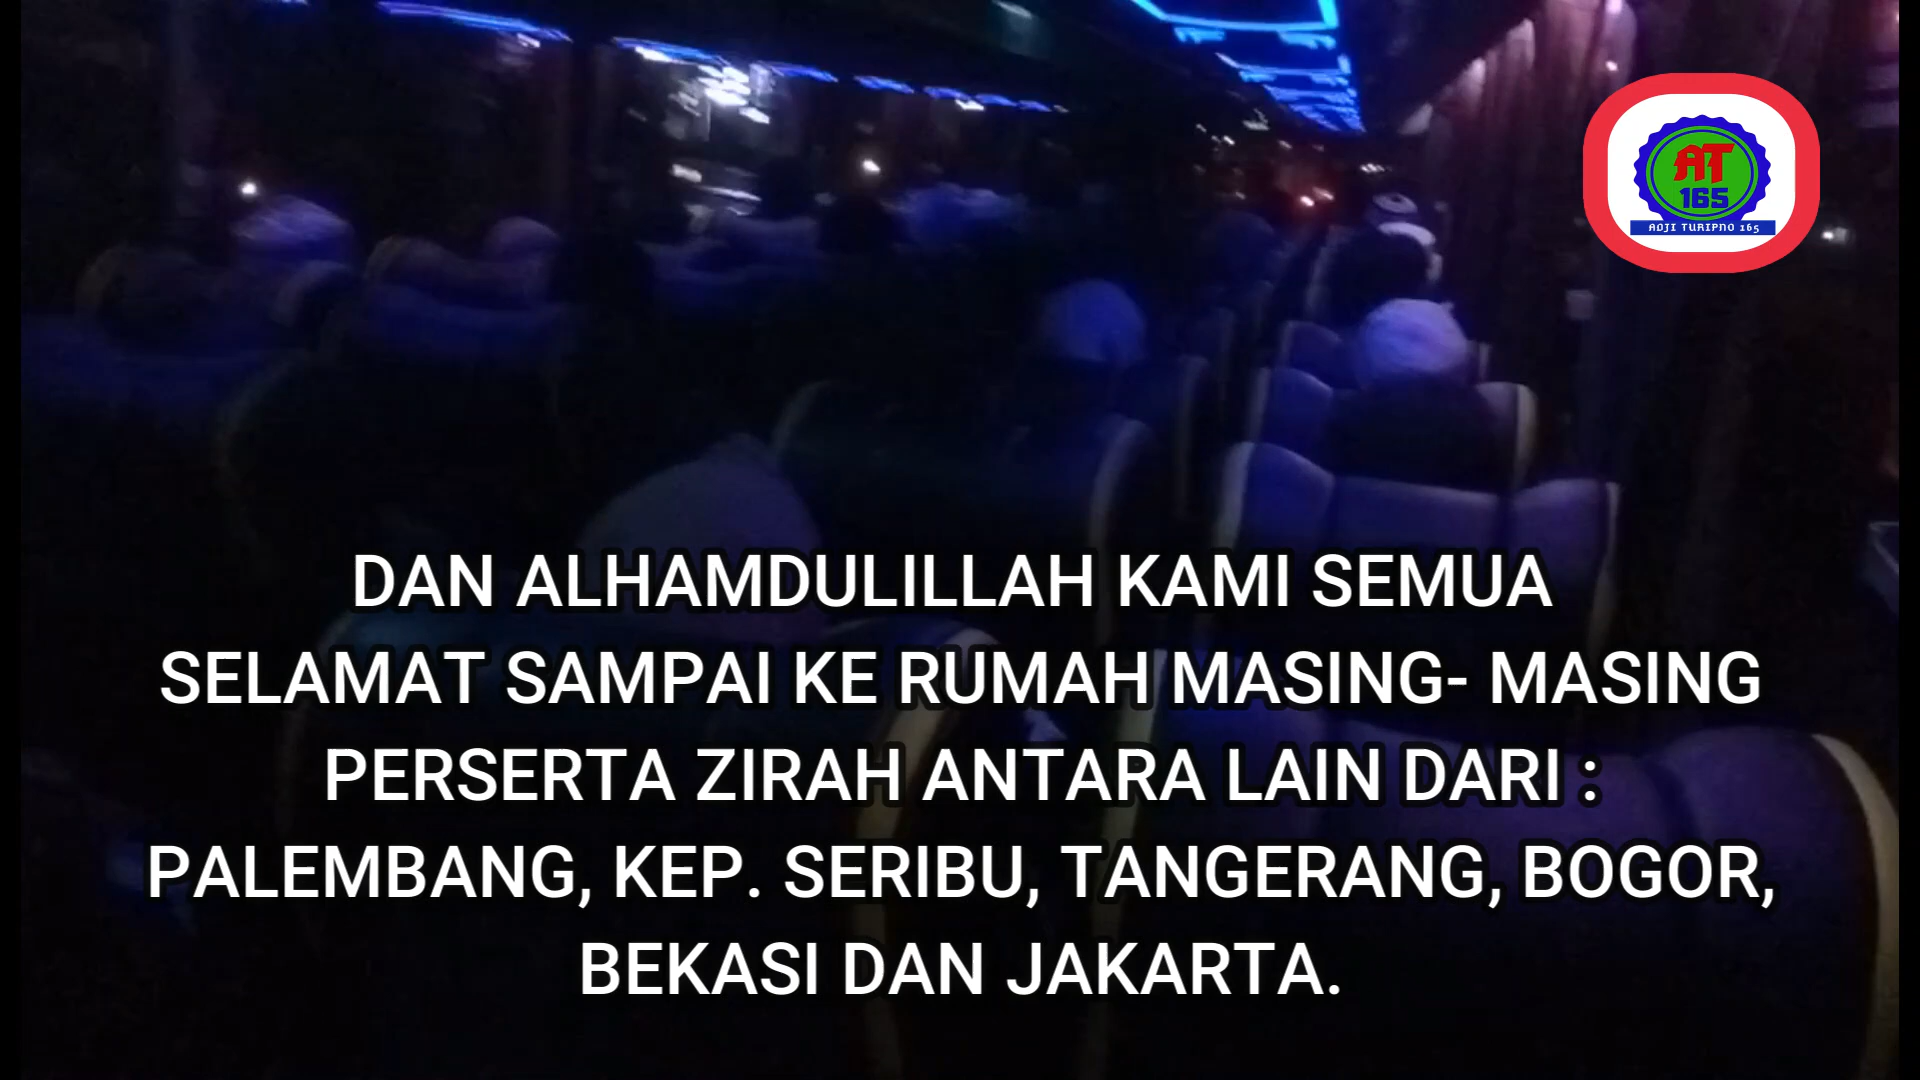 AT
165
ADJI TURIPNO 165
DAN ALHAMDULILLAH KAMI SEMUA
SELAMAT SAMPAI KE RUMAH MASING- MASING
PERSERTA ZIRAH ANTARA LAIN DARI :
PALEMBANG, KEP. SERIBU, TANGERANG, BOGOR,
BEKASI DAN JAKARTA.